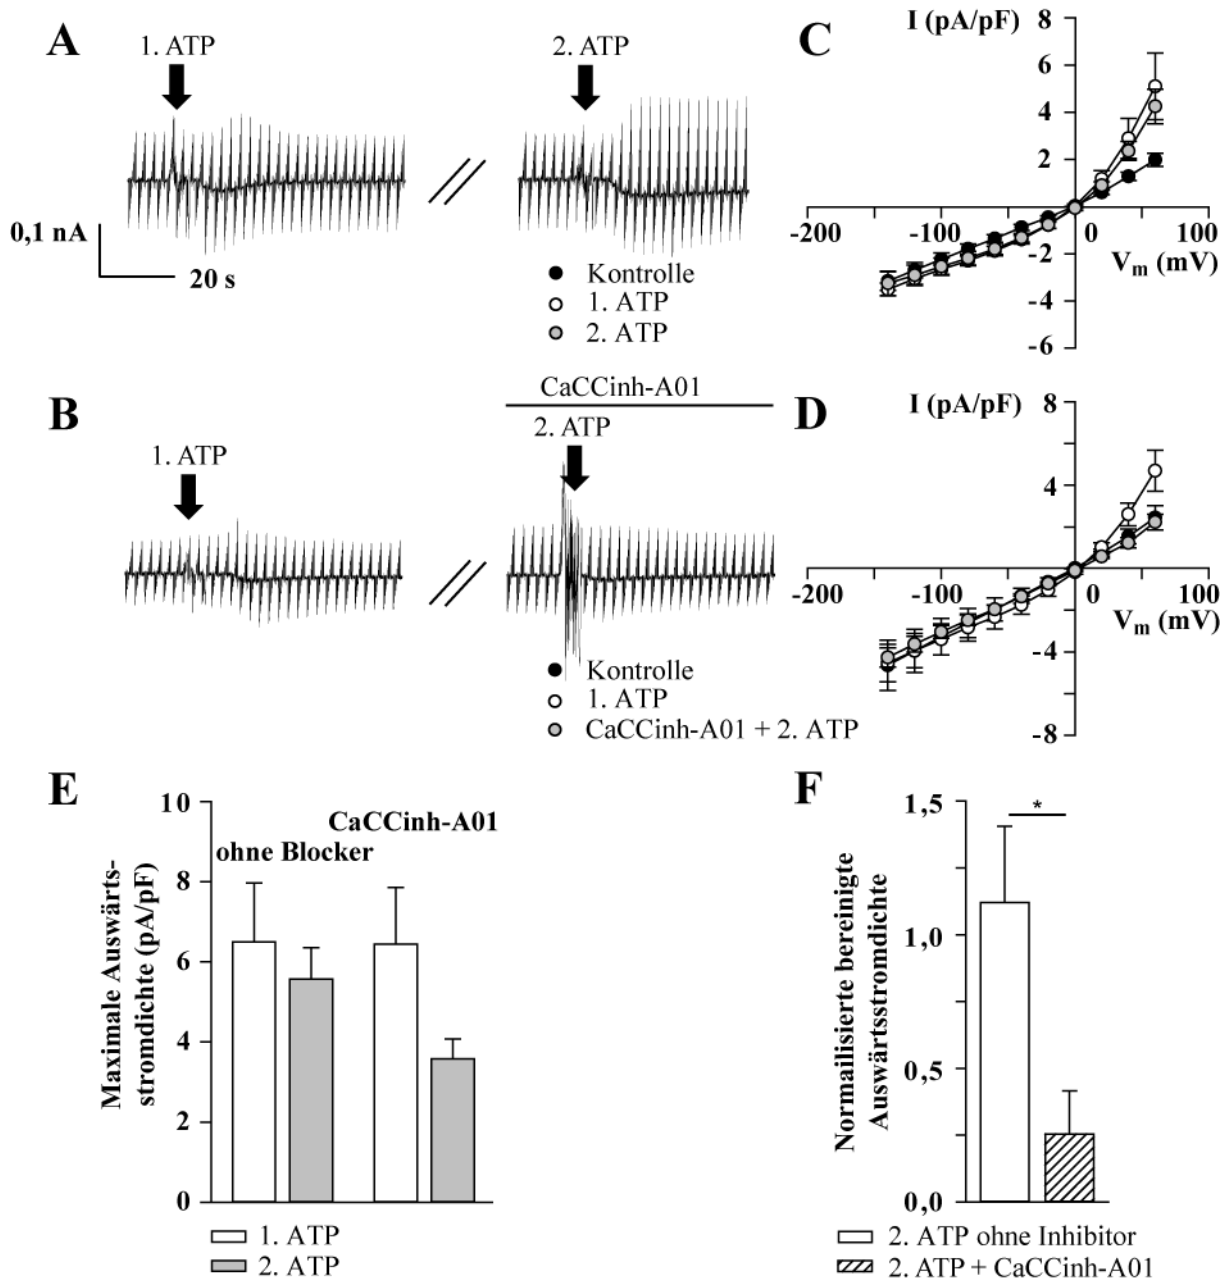 A
1. ATP
2. ATP
0,1 nA
20 s
Kontrolle
1. ATP
2. ATP
C
I (pA/pF)
8
6
4
2
-200
-100
0
100
-2
Vm (mV)
-4
-6
B
1. ATP
CaCCinh-A01
2. ATP
Kontrolle
1. ATP
CaCCinh-A01 + 2. ATP
D
I (pA/pF)
8
4
-200
-100
0
100
Vm (mV)
-4
-8
E
Maximale Auswärts-
stromdichte (pA/pF)
10
8
6
4
2
0
CaCCinh-A01
ohne Blocker
1. ATP
2. ATP
F
Normailisierte bereinigte
Auswärtsstromdichte
1,5
1,0
0,5
0,0
*
2. ATP ohne Inhibitor
2. ATP + CaCCinh-A01